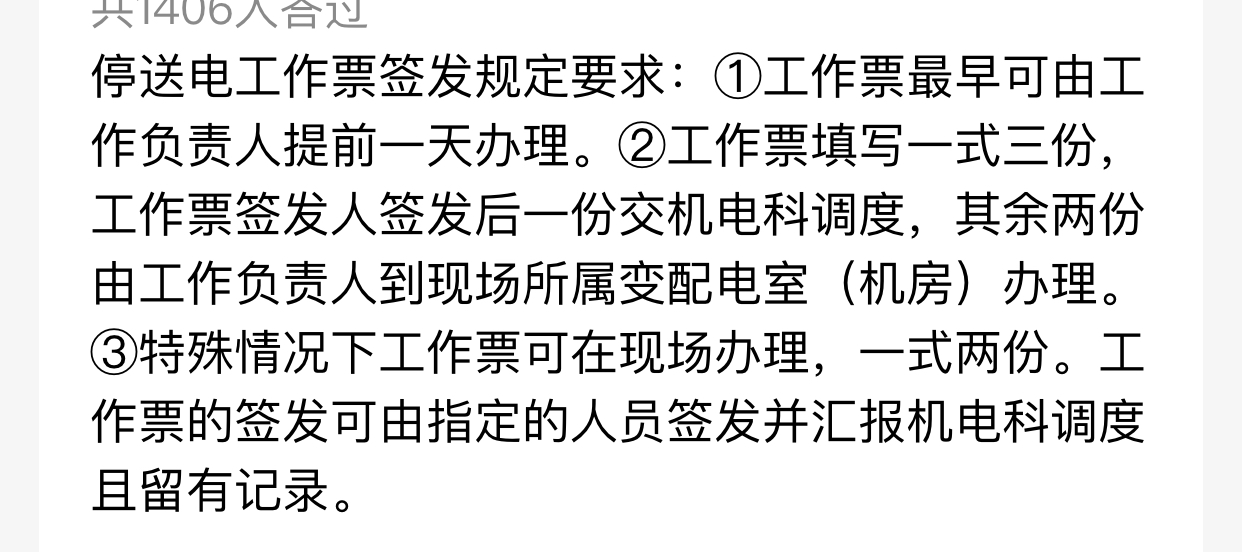 共1406人答过
停送电工作票签发规定要求：①工作票最早可由工
作负责人提前一天办理。②工作票填写一式三份，
工作票签发人签发后一份交机电科调度，其余两份
由工作负责人到现场所属变配电室（机房）办理。
③特殊情况下工作票可在现场办理，一式两份。工
作票的签发可由指定的人员签发并汇报机电科调度
且留有记录。